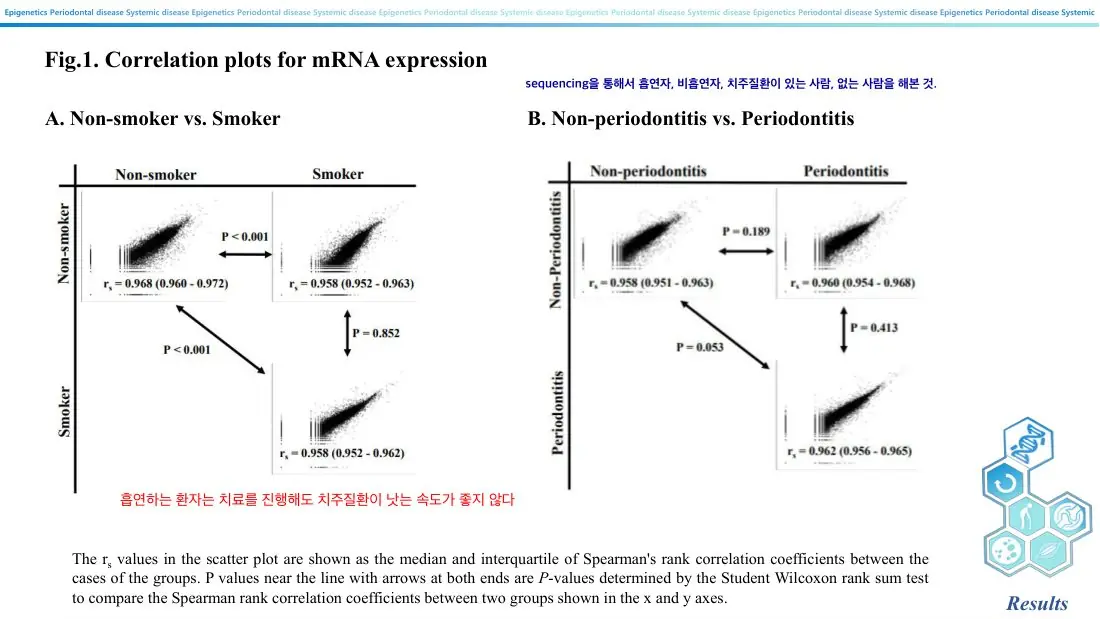 Epigenetics Periodontal disease Systemic disease Epigenetics Periodontal disease Systemic disease Epigenetics Periodontal disease Systemic disease Epigenetics Periodontal disease Systemic disease Epigenetics Periodontal disease Systemic disease Epigenetics Periodontal disease Systemic
Fig.1. Correlation plots for mRNA expression
sequencing을 통해서 흡연자, 비흡연자, 치주질환이 있는 사람, 없는 사람을 해본 것.
A. Non-smoker vs. Smoker
Non-smoker
Smoker
Non-smoker
P < 0.001
rs = 0.968 (0.960 - 0.972)
rs = 0.958 (0.952 - 0.963)
P < 0.001
P = 0.852
Smoker
rs = 0.958 (0.952 - 0.962)
흡연하는 환자는 치료를 진행해도 치주질환이 낫는 속도가 좋지 않다
B. Non-periodontitis vs. Periodontitis
Non-periodontitis
Periodontitis
Non-Periodontitis
P = 0.189
rs = 0.958 (0.951 - 0.963)
rs = 0.960 (0.954 - 0.968)
P = 0.053
P = 0.413
Periodontitis
rs = 0.962 (0.956 - 0.965)
The rs values in the scatter plot are shown as the median and interquartile of Spearman's rank correlation coefficients between the
cases of the groups. P values near the line with arrows at both ends are P-values determined by the Student Wilcoxon rank sum test
to compare the Spearman rank correlation coefficients between two groups shown in the x and y axes.
Results